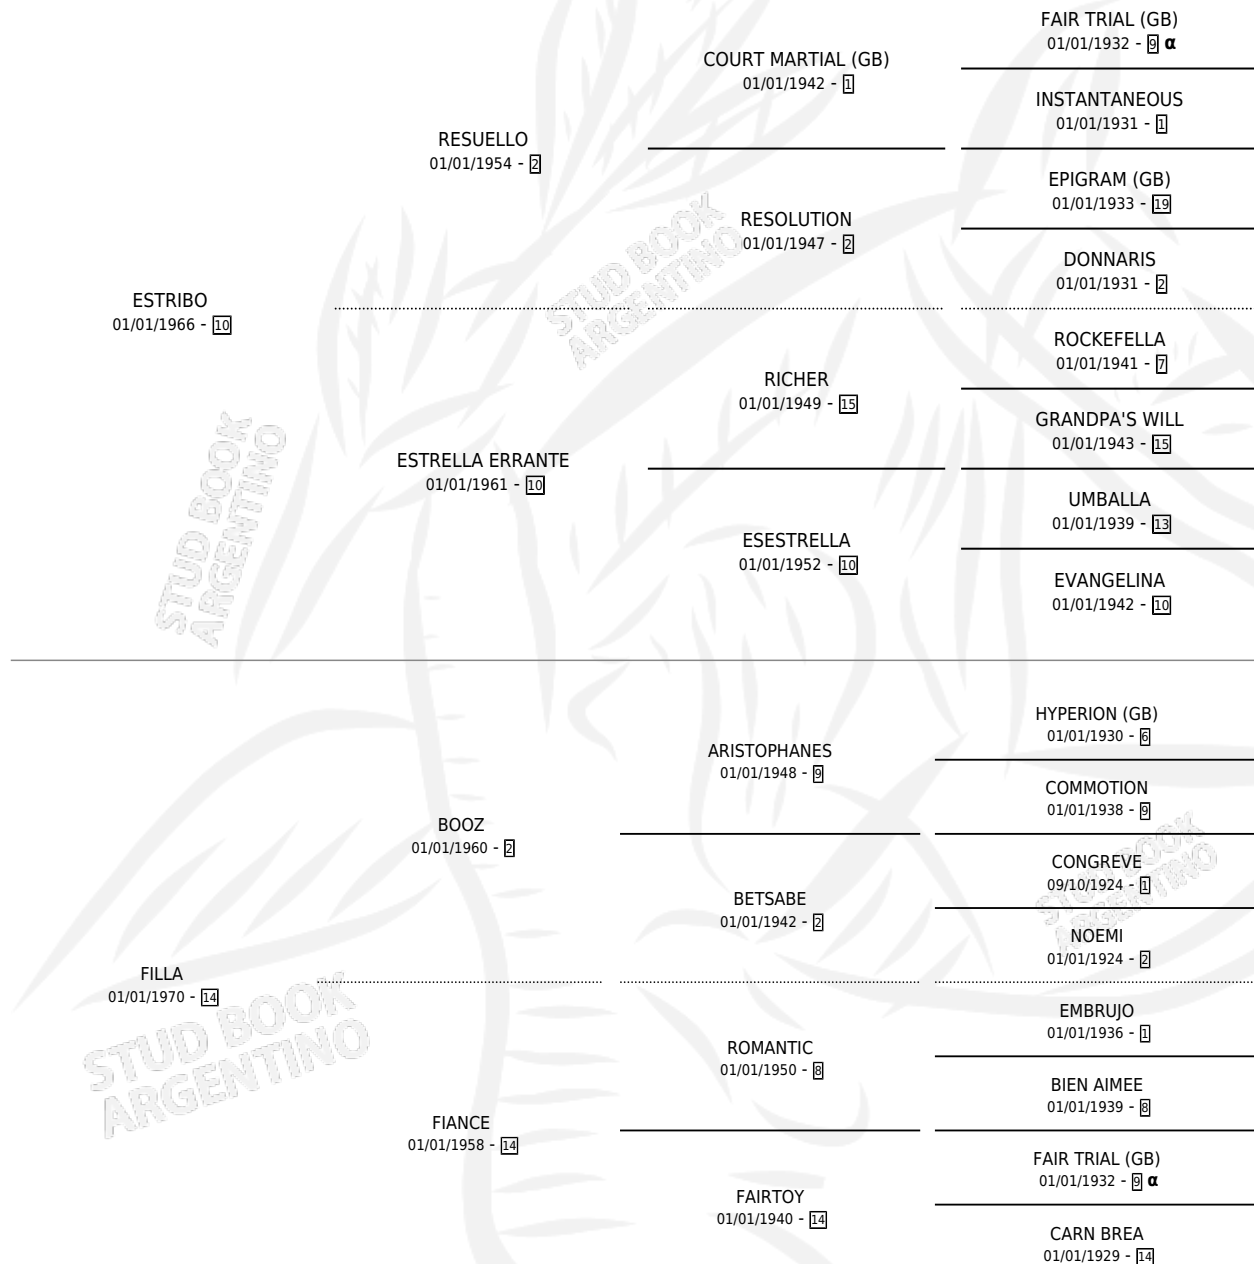 FAIR TRIAL (GB)
01/01/1932 - 9 α
COURT MARTIAL (GB)
01/01/1942 - 1
INSTANTANEOUS
01/01/1931 - 1
RESUELLO
01/01/1954 - 2
EPIGRAM (GB)
01/01/1933 - 19
RESOLUTION
01/01/1947 - 2
DONNARIS
01/01/1931 - 2
ESTRIBO
01/01/1966 - 10
ROCKEFELLA
01/01/1941 - 7
RICHER
01/01/1949 - 15
GRANDPA'S WILL
01/01/1943 - 15
ESTRELLA ERRANTE
01/01/1961 - 10
UMBALLA
01/01/1939 - 13
ESESTRELLA
01/01/1952 - 10
EVANGELINA
01/01/1942 - 10
HYPERION (GB)
01/01/1930 - 6
ARISTOPHANES
01/01/1948 - 9
COMMOTION
01/01/1938 - 9
BOOZ
01/01/1960 - 2
CONGREVE
09/10/1924 - 1
BETSABE
01/01/1942 - 2
NOEMI
01/01/1924 - 2
FILLA
01/01/1970 - 14
EMBRUJO
01/01/1936 - 1
ROMANTIC
01/01/1950 - 8
BIEN AIMEE
01/01/1939 - 8
FIANCE
01/01/1958 - 14
FAIR TRIAL (GB)
01/01/1932 - 9 α
FAIRTOY
01/01/1940 - 14
CARN BREA
01/01/1929 - 14
STUD BOOK
ARGENTINO
STUD BOOK
ARGENTINO
STUD BOOK
ARGENTINO
STUD BOOK
ARGENTINO